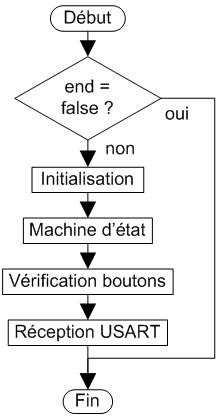 Début
end =
false ?
oui
non
Initialisation
Machine d'état
Vérification boutons
Réception USART
Fin